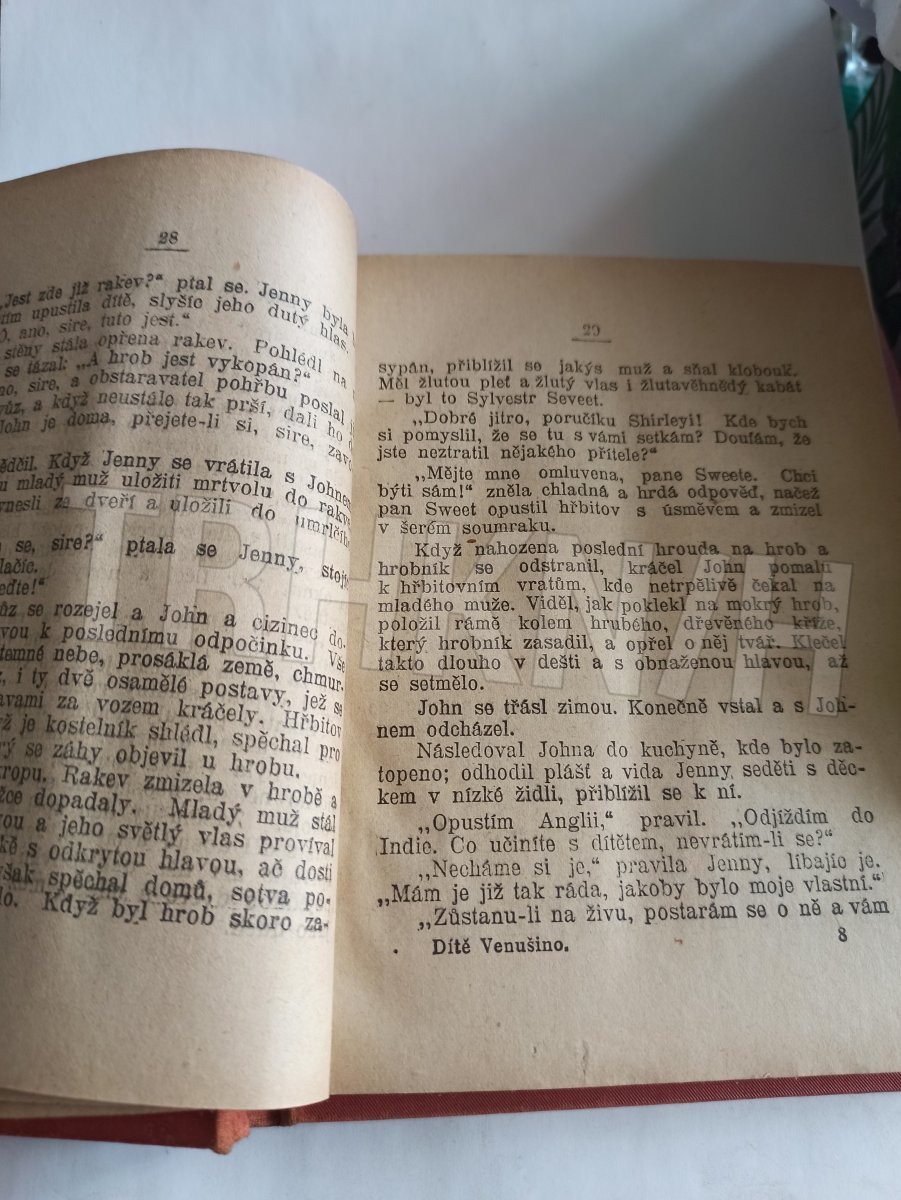 28
„Jest zde již rakev?“ ptal se. Jenny byla
tím upustila dítě, slyšíc jeho dutý hlas.
ano, sire, tuto jest.“
stěny stála opřena rakev. Pohlédl na
se tázal: „A hrob jest vykopán?“
sire, a obstaravatel pohřbu poslal
vůz, a když neustále tak prší, dali ho
John je doma, přejete-li si, sire,
Když Jenny se vrátila s Johnem
mladý muž uložiti mrtvolu do rakve
vynesli za dveří a uložili do umrlčího
se, sire?“ ptala se Jenny,
se rozejel a John a cizinec
k poslednímu odpočinku. Vše
temné nebe, prosáklá země, chmur-
i ty dvě osamělé postavy, jež se
za vozem kráčely. Hřbitov
je kostelník shlédl, spěchal pro
se záhy objevil u hrobu.
Rakev zmizela v hrobě a
dopadaly. Mladý muž stál
a jeho světlý vlas províval
s odkrytou hlavou, ač dosti
však spěchal domů, sotva po-
Když byl hrob skoro za-
29
sypán, přiblížil se jakýs muž a sňal klobouk.
Měl žlutou pleť a žlutý vlas i žlutavěhnědý kabát
— byl to Sylvestr Seveet.
„Dobré jitro, poručíku Shirleyi! Kde bych
si pomyslil, že se tu s vámi setkám? Doufám, že
jste neztratil nějakého přítele?“
„Mějte mne omluvena, pane Sweete. Chci
býti sám!“ zněla chladná a hrdá odpověď, načež
pan Sweet opustil hřbitov s úsměvem a zmizel
v šerém soumraku.
Když nahozena poslední hrouda na hrob a
hrobník se odstranil, kráčel John pomalu
k hřbitovním vratům, kde netrpělivě čekal na
mladého muže. Viděl, jak poklekl na mokrý hrob,
položil rámě kolem hrubého, dřevěného kříže,
který hrobník zasadil, a opřel o něj tvář. Klečel
takto dlouho v dešti a s obnaženou hlavou, až
se setmělo.
John se třásl zimou. Konečně vstal a s Joh-
nem odcházel.
Následoval Johna do kuchyně, kde bylo za-
topeno; odhodil plášť a vida Jenny seděti s děc-
kem v nízké židli, přiblížil se k ní.
„Opustím Anglii,“ pravil. „Odjíždím do
Indie. Co učiníte s dítětem, nevrátím-li se?“
„Necháme si je,“ pravila Jenny, líbajíc je.
„Mám je již tak ráda, jakoby bylo moje vlastní.“
„Zůstanu-li na živu, postarám se o ně a vám
Dítě Venušino.
8
TRHKNIH